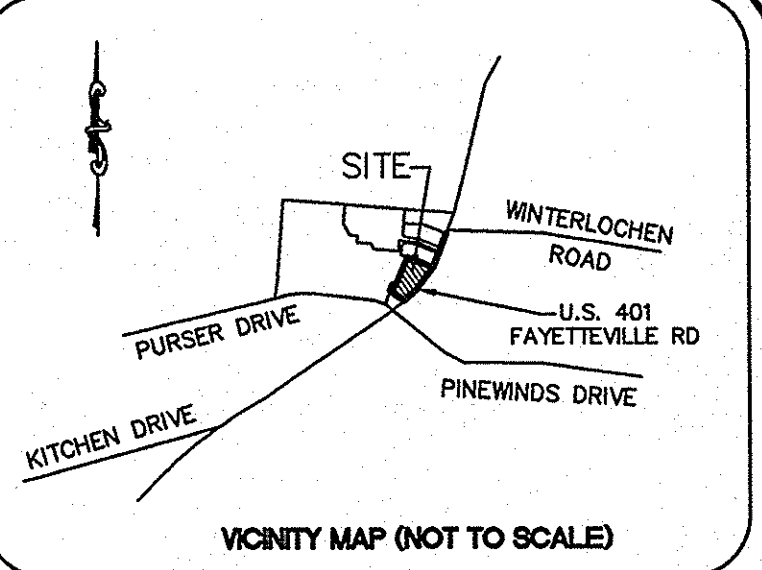 SITE
WINTERLOCHEN
ROAD
U.S. 401
FAYETTEVILLE RD
PURSER DRIVE
PINEWINDS DRIVE
KITCHEN DRIVE
VICINITY MAP (NOT TO SCALE)